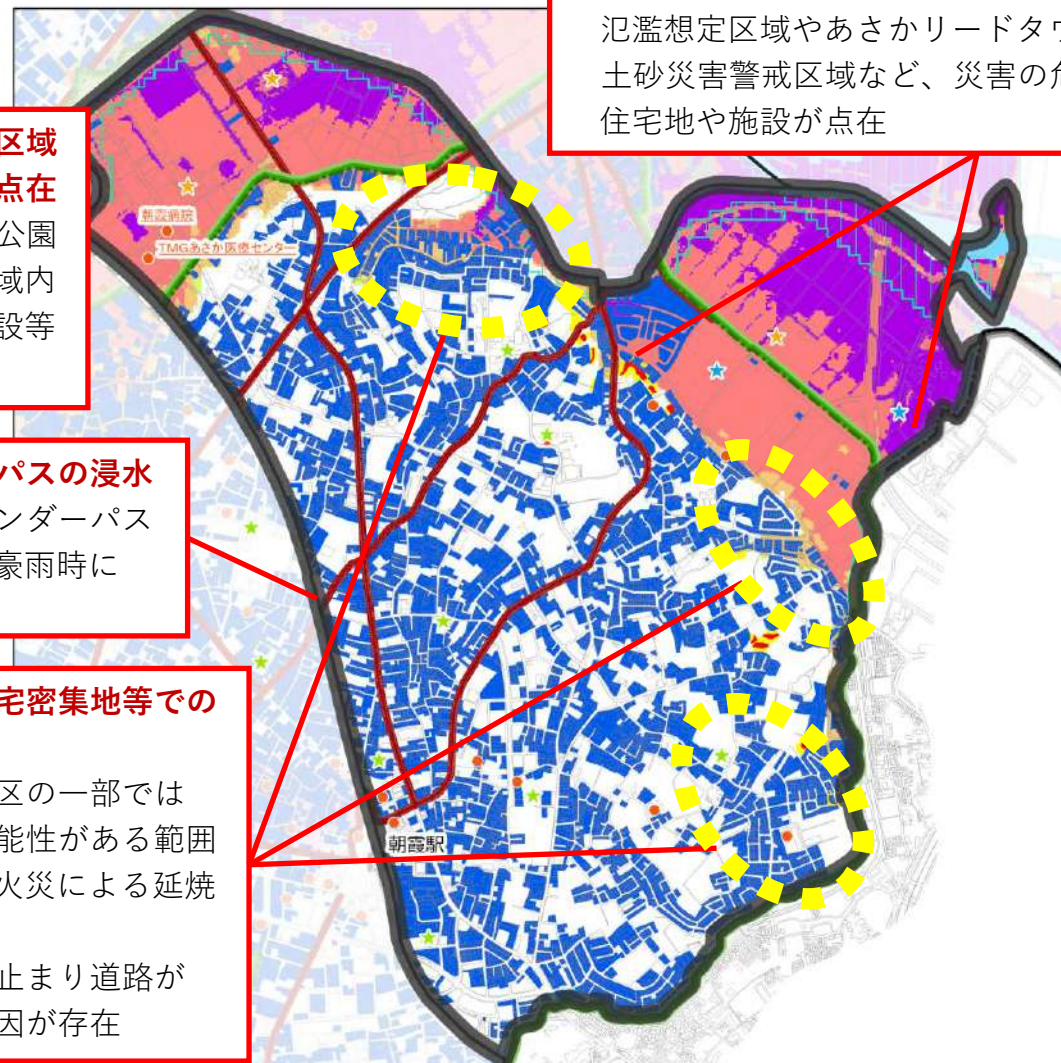 氾濫想定区域やあさかリードタウ
土砂災害警戒区域など、災害の危
住宅地や施設が点在
区域
点在
公園
域内
設等
朝霞病院
TMGあさか医療センター
パスの浸水
ンダーパス
豪雨時に
宅密集地等での
区の一部では
能性がある範囲
火災による延焼
止まり道路が
因が存在
朝霞駅